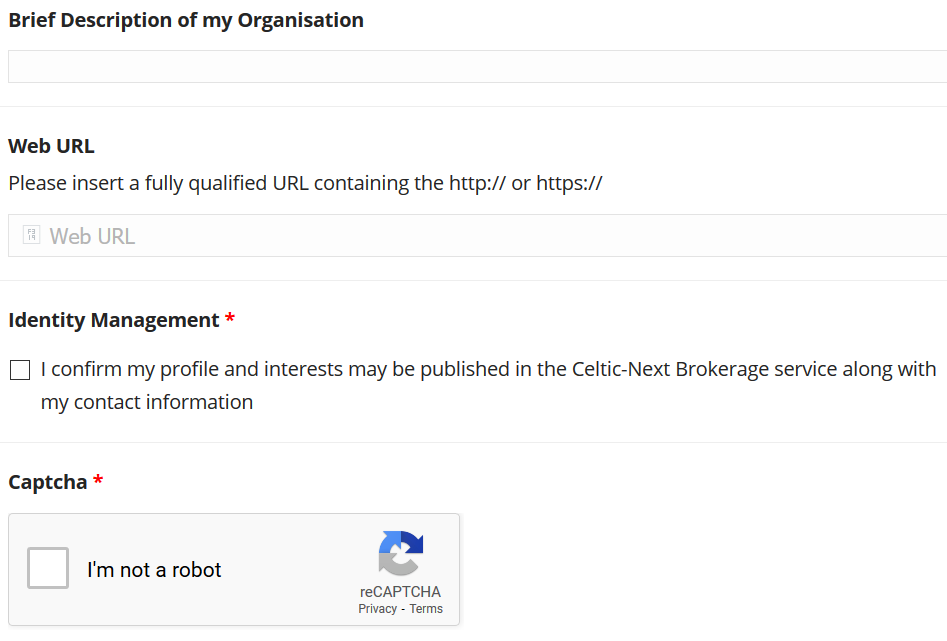 Brief Description of my Organisation
Web URL
Please insert a fully qualified URL containing the http:// or https://
Web URL
Identity Management *
I confirm my profile and interests may be published in the Celtic-Next Brokerage service along with
my contact information
Captcha *
I'm not a robot
reCAPTCHA
Privacy - Terms